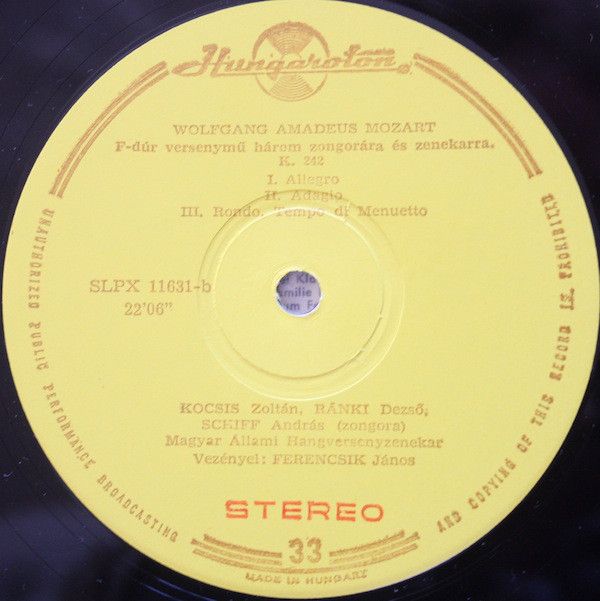 Hungaroton
WOLFGANG AMADEUS MOZART
F-dúr versenymű három zongorára és zenekarra.
K. 242
I. Allegro
II. Adagio
III. Rondo. Tempo di Menuetto
SLPX 11631-b
22'06"
KOCSIS Zoltán, RÁNKI Dezső,
SCHIFF András (zongora)
Magyar Állami Hangversenyzenekar
Vezényel: FERENCSIK János
STEREO
33
MADE IN HUNGARY
UNAUTHORIZED PUBLIC PERFORMANCE BROADCASTING
AND COPYING OF THIS RECORD IS PROHIBITED